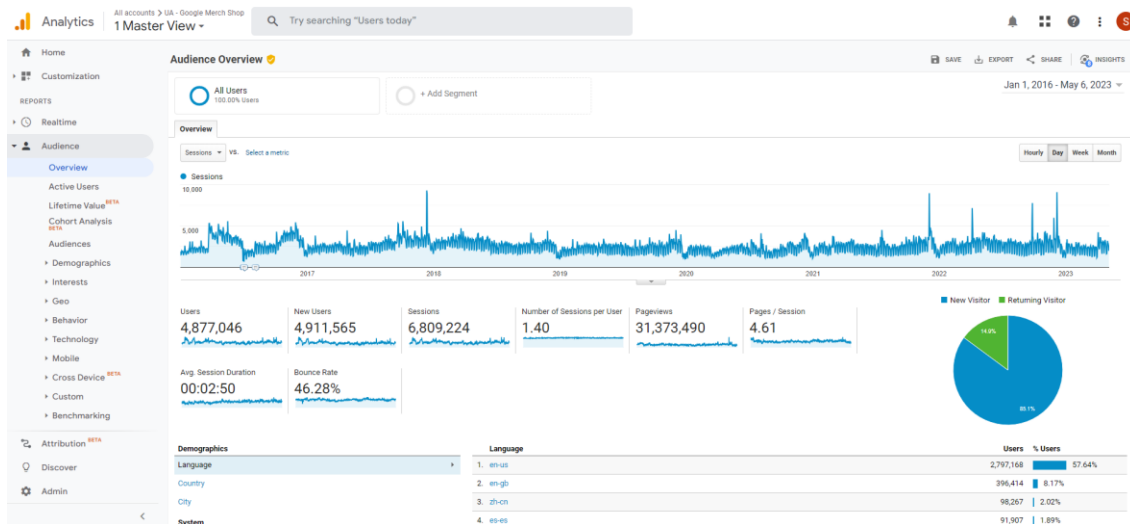 Analytics
All accounts > UA - Google Merch Shop
1 Master View
Try searching "Users today"
S
Home
Customization
REPORTS
Realtime
Audience
Overview
Active Users
Lifetime Value BETA
Cohort Analysis
BETA
Audiences
Demographics
Interests
Geo
Behavior
Technology
Mobile
Cross Device BETA
Custom
Benchmarking
Attribution BETA
Discover
Admin
Audience Overview
SAVE EXPORT SHARE INSIGHTS
All Users
100.00% Users
+ Add Segment
Jan 1, 2016 - May 6, 2023
Overview
Sessions VS. Select a metric
Hourly Day Week Month
Sessions
10,000
5,000
2017 2018 2019 2020 2021 2022 2023
New Visitor Returning Visitor
Users New Users Sessions Number of Sessions per User Pageviews Pages / Session
4,877,046 4,911,565 6,809,224 1.40 31,373,490 4.61
Avg. Session Duration Bounce Rate
00:02:50 46.28%
Demographics
Language
Country
City
System
Language Users % Users
1. en-us 2,797,168 57.64%
2. en-gb 396,414 8.17%
3. zh-cn 98,267 2.02%
4. es-es 91,907 1.89%